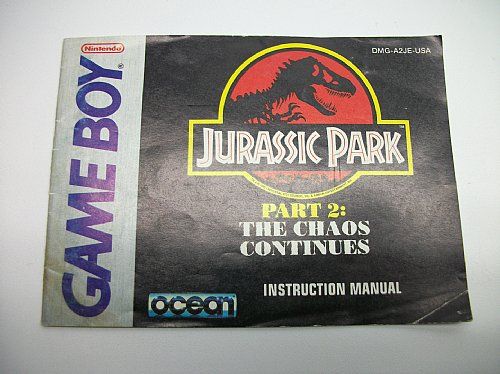 Nintendo
GAME BOY
DMG-A2JE-USA
JURASSIC PARK
PART 2:
THE CHAOS
CONTINUES
INSTRUCTION MANUAL
ocean